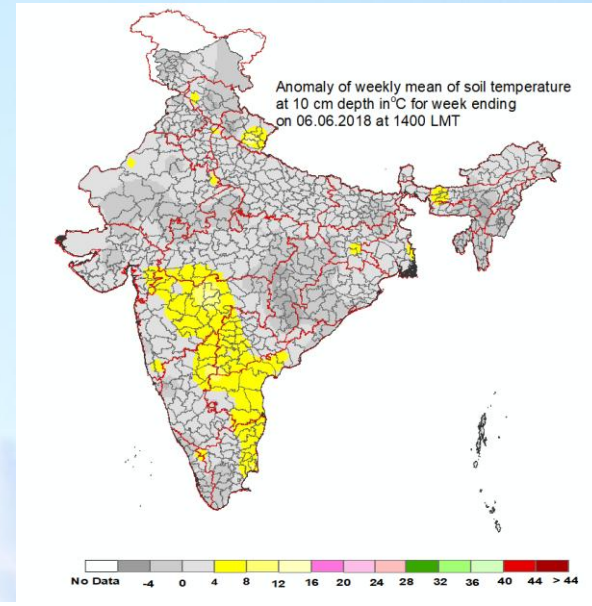 Anomaly of weekly mean of soil temperature
at 10 cm depth in°C for week ending
on 06.06.2018 at 1400 LMT
No Data -4 0 4 8 12 16 20 24 28 32 36 40 44 > 44